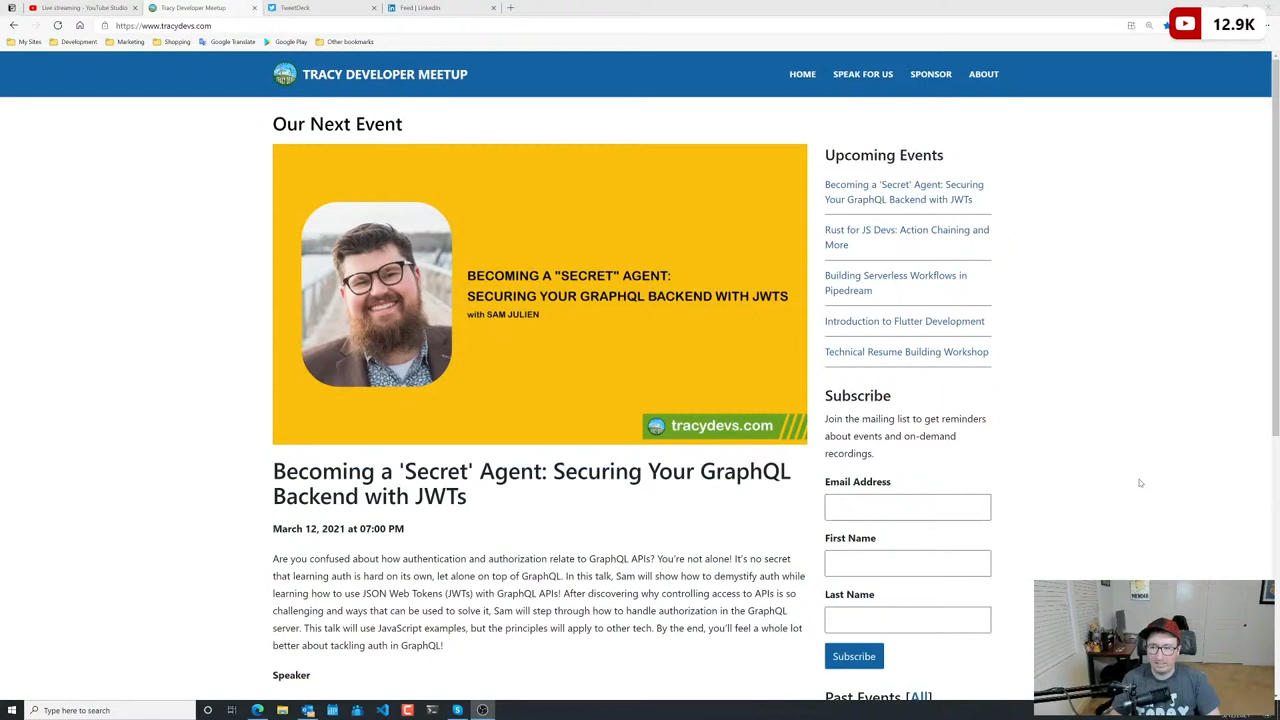 Live streaming - YouTube Studio
Tracy Developer Meetup
TweetDeck
Feed | LinkedIn
https://www.tracydevs.com
12.9K
My Sites
Development
Marketing
Shopping
Google Translate
Google Play
Other bookmarks
TRACY DEVELOPER MEETUP
HOME
SPEAK FOR US
SPONSOR
ABOUT
Our Next Event
BECOMING A "SECRET" AGENT:
SECURING YOUR GRAPHQL BACKEND WITH JWTS
with SAM JULIEN
tracydevs.com
Becoming a 'Secret' Agent: Securing Your GraphQL
Backend with JWTs
March 12, 2021 at 07:00 PM
Are you confused about how authentication and authorization relate to GraphQL APIs? You're not alone! It's no secret
that learning auth is hard on its own, let alone on top of GraphQL. In this talk, Sam will show how to demystify auth while
learning how to use JSON Web Tokens (JWTs) with GraphQL APIs! After discovering why controlling access to APIs is so
challenging and ways that can be used to solve it, Sam will step through how to handle authorization in the GraphQL
server. This talk will use JavaScript examples, but the principles will apply to other tech. By the end, you'll feel a whole lot
better about tackling auth in GraphQL!
Speaker
Upcoming Events
Becoming a 'Secret' Agent: Securing
Your GraphQL Backend with JWTs
Rust for JS Devs: Action Chaining and
More
Building Serverless Workflows in
Pipedream
Introduction to Flutter Development
Technical Resume Building Workshop
Subscribe
Join the mailing list to get reminders
about events and on-demand
recordings.
Email Address
First Name
Last Name
Subscribe
Past Events [All]
Type here to search